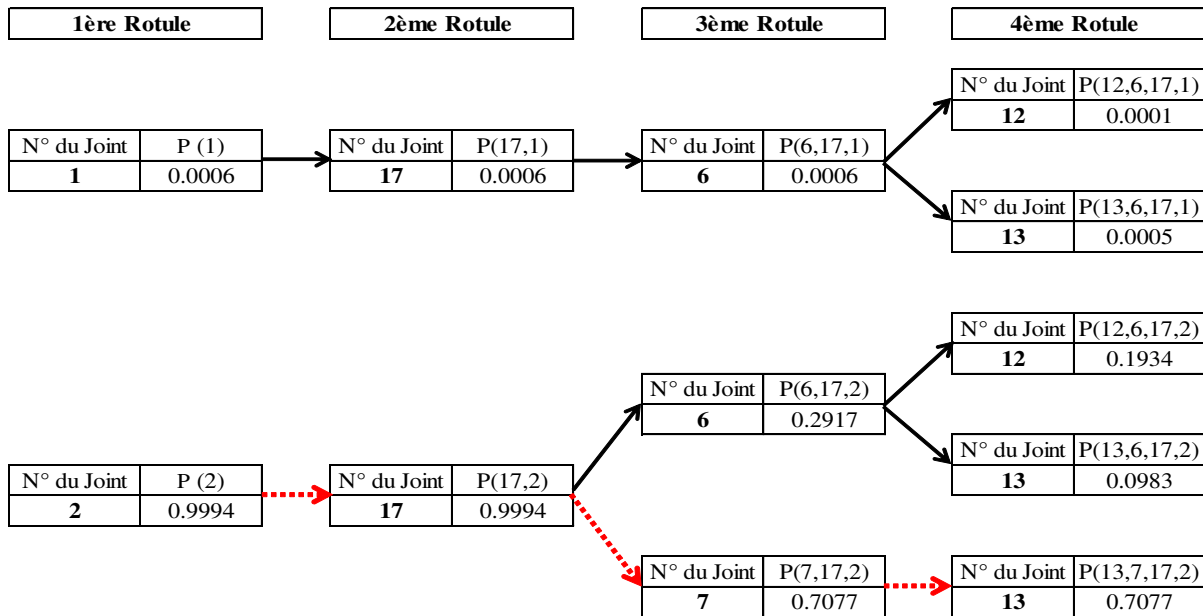 1ère Rotule 2ème Rotule 3ème Rotule 4ème Rotule
N° du Joint P(12,6,17,1)
12 0.0001
N° du Joint P (1) N° du Joint P(17,1) N° du Joint P(6,17,1)
1 0.0006 17 0.0006 6 0.0006
N° du Joint P(13,6,17,1)
13 0.0005
N° du Joint P(12,6,17,2)
12 0.1934
N° du Joint P(6,17,2)
6 0.2917
N° du Joint P(13,6,17,2)
13 0.0983
N° du Joint P (2) N° du Joint P(17,2)
2 0.9994 17 0.9994
N° du Joint P(7,17,2) N° du Joint P(13,7,17,2)
7 0.7077 13 0.7077